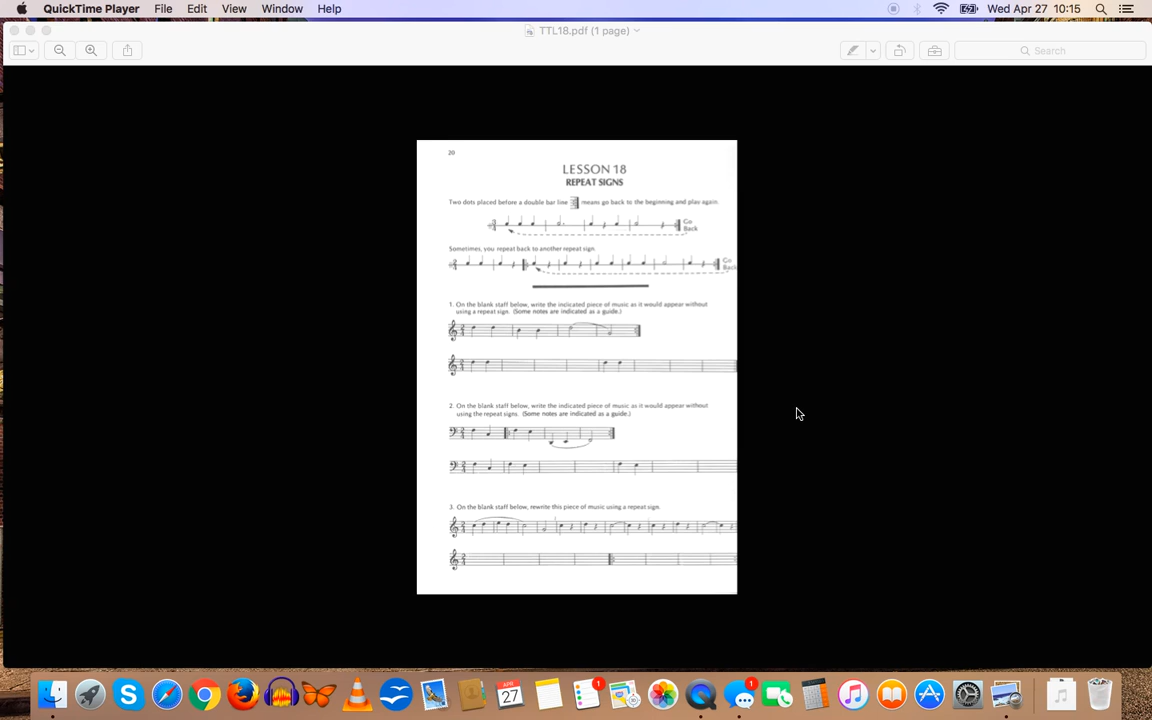 QuickTime Player File Edit View Window Help Wed Apr 27 10:15
TTL18.pdf (1 page)
Search
20
LESSON 18
REPEAT SIGNS
Two dots placed before a double bar line means go back to the beginning and play again.
Go
Back
Sometimes, you repeat back to another repeat sign.
Go
Back
1. On the blank staff below, write the indicated piece of music as it would appear without
using a repeat sign. (Some notes are indicated as a guide.)
2. On the blank staff below, write the indicated piece of music as it would appear without
using the repeat signs. (Some notes are indicated as a guide.)
3. On the blank staff below, rewrite this piece of music using a repeat sign.
APR
27
1
1